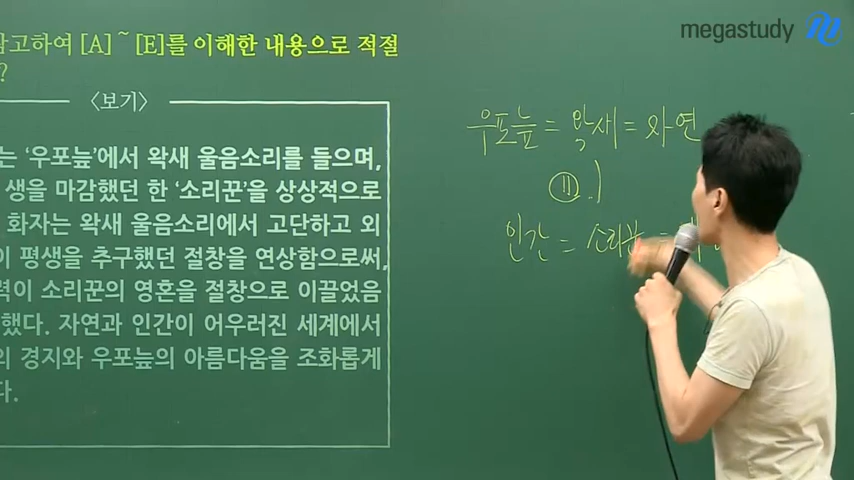 megastudy
참고하여 [A] ~ [E]를 이해한 내용으로 적절
?
〈보기〉
는 '우포늪'에서 왁새 울음소리를 들으며,
생을 마감했던 한 '소리꾼'을 상상적으로
화자는 왁새 울음소리에서 고단하고 외
이 평생을 추구했던 절창을 연상함으로써,
력이 소리꾼의 영혼을 절창으로 이끌었음
했다. 자연과 인간이 어우러진 세계에서
의 경지와 우포늪의 아름다움을 조화롭게
다.
우포늪 = 왁새 = 자연
인간 = 소리꾼 =